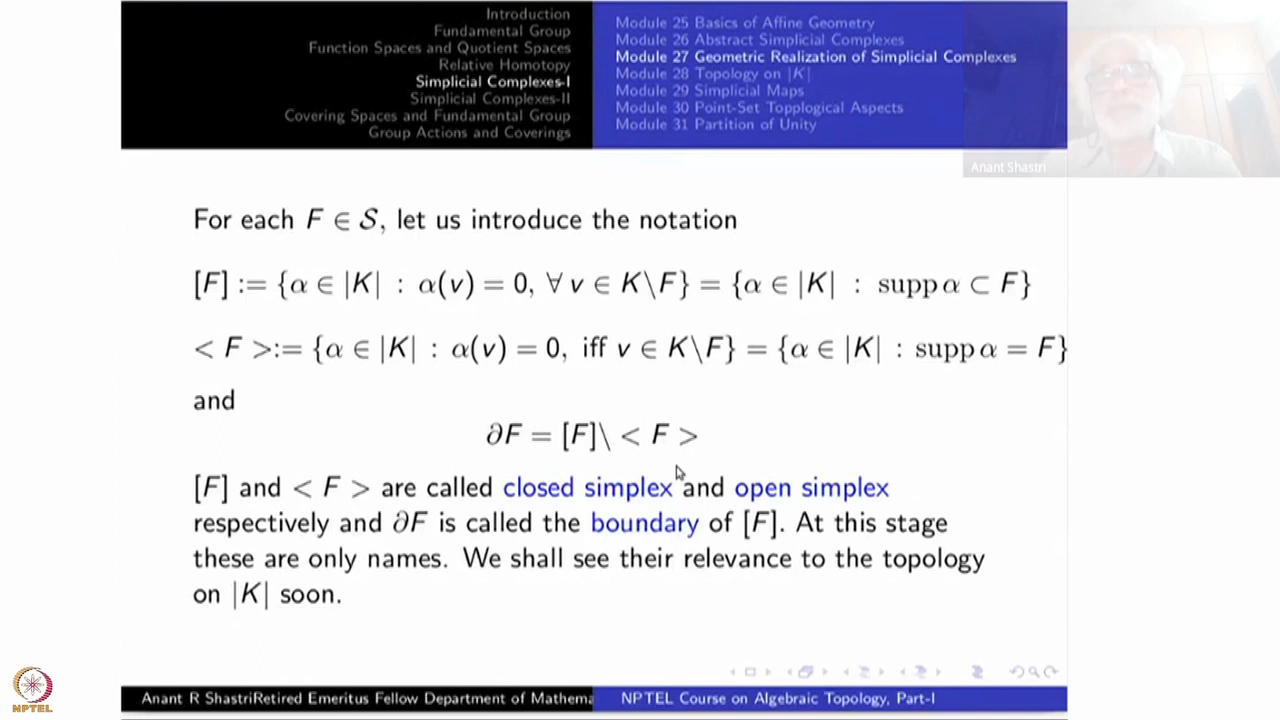 Introduction
Fundamental Group
Function Spaces and Quotient Spaces
Relative Homotopy
Simplicial Complexes-I
Simplicial Complexes-II
Covering Spaces and Fundamental Group
Group Actions and Coverings
Module 25 Basics of Affine Geometry
Module 26 Abstract Simplicial Complexes
Module 27 Geometric Realization of Simplicial Complexes
Module 28 Topology on |K|
Module 29 Simplicial Maps
Module 30 Point-Set Topplogical Aspects
Module 31 Partition of Unity
Anant Shastri
For each F ∈ 𝒮, let us introduce the notation
[F] := {α ∈ |K| : α(v) = 0, ∀ v ∈ K\F} = {α ∈ |K| : supp α ⊂ F}
< F >:= {α ∈ |K| : α(v) = 0, iff v ∈ K\F} = {α ∈ |K| : supp α = F}
and
∂F = [F]\ < F >
[F] and < F > are called closed simplex and open simplex
respectively and ∂F is called the boundary of [F]. At this stage
these are only names. We shall see their relevance to the topology
on |K| soon.
NPTEL
Anant R ShastriRetired Emeritus Fellow Department of Mathema
NPTEL Course on Algebraic Topology, Part-I